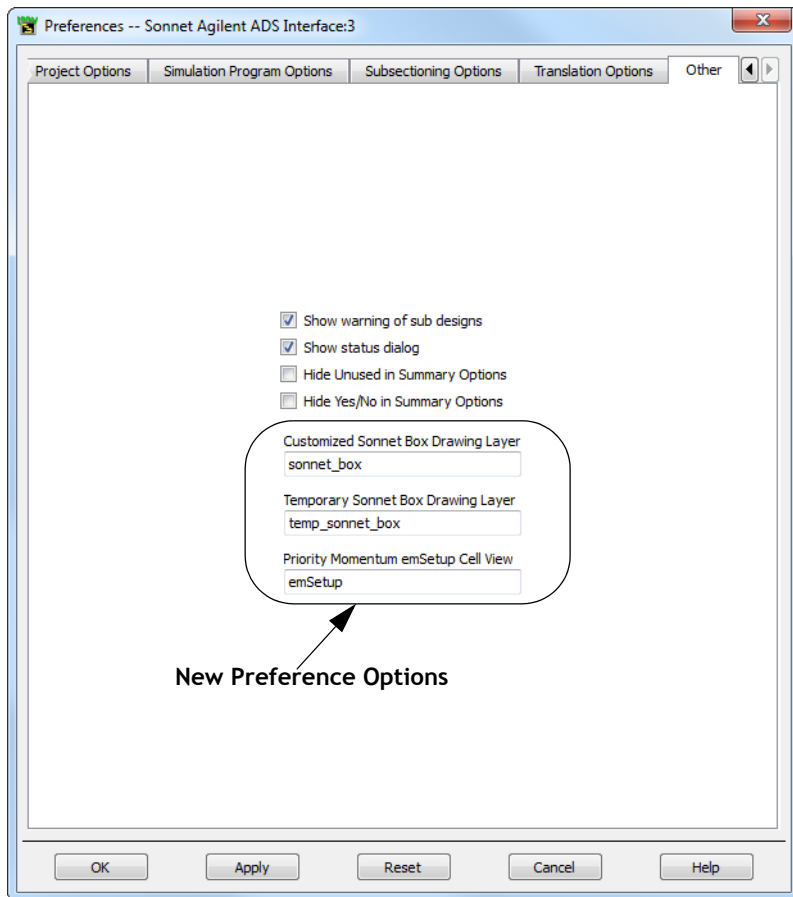 Preferences -- Sonnet Agilent ADS Interface:3
Project Options Simulation Program Options Subsectioning Options Translation Options Other
Show warning of sub designs
Show status dialog
Hide Unused in Summary Options
Hide Yes/No in Summary Options
Customized Sonnet Box Drawing Layer
sonnet_box
Temporary Sonnet Box Drawing Layer
temp_sonnet_box
Priority Momentum emSetup Cell View
emSetup
New Preference Options
OK Apply Reset Cancel Help